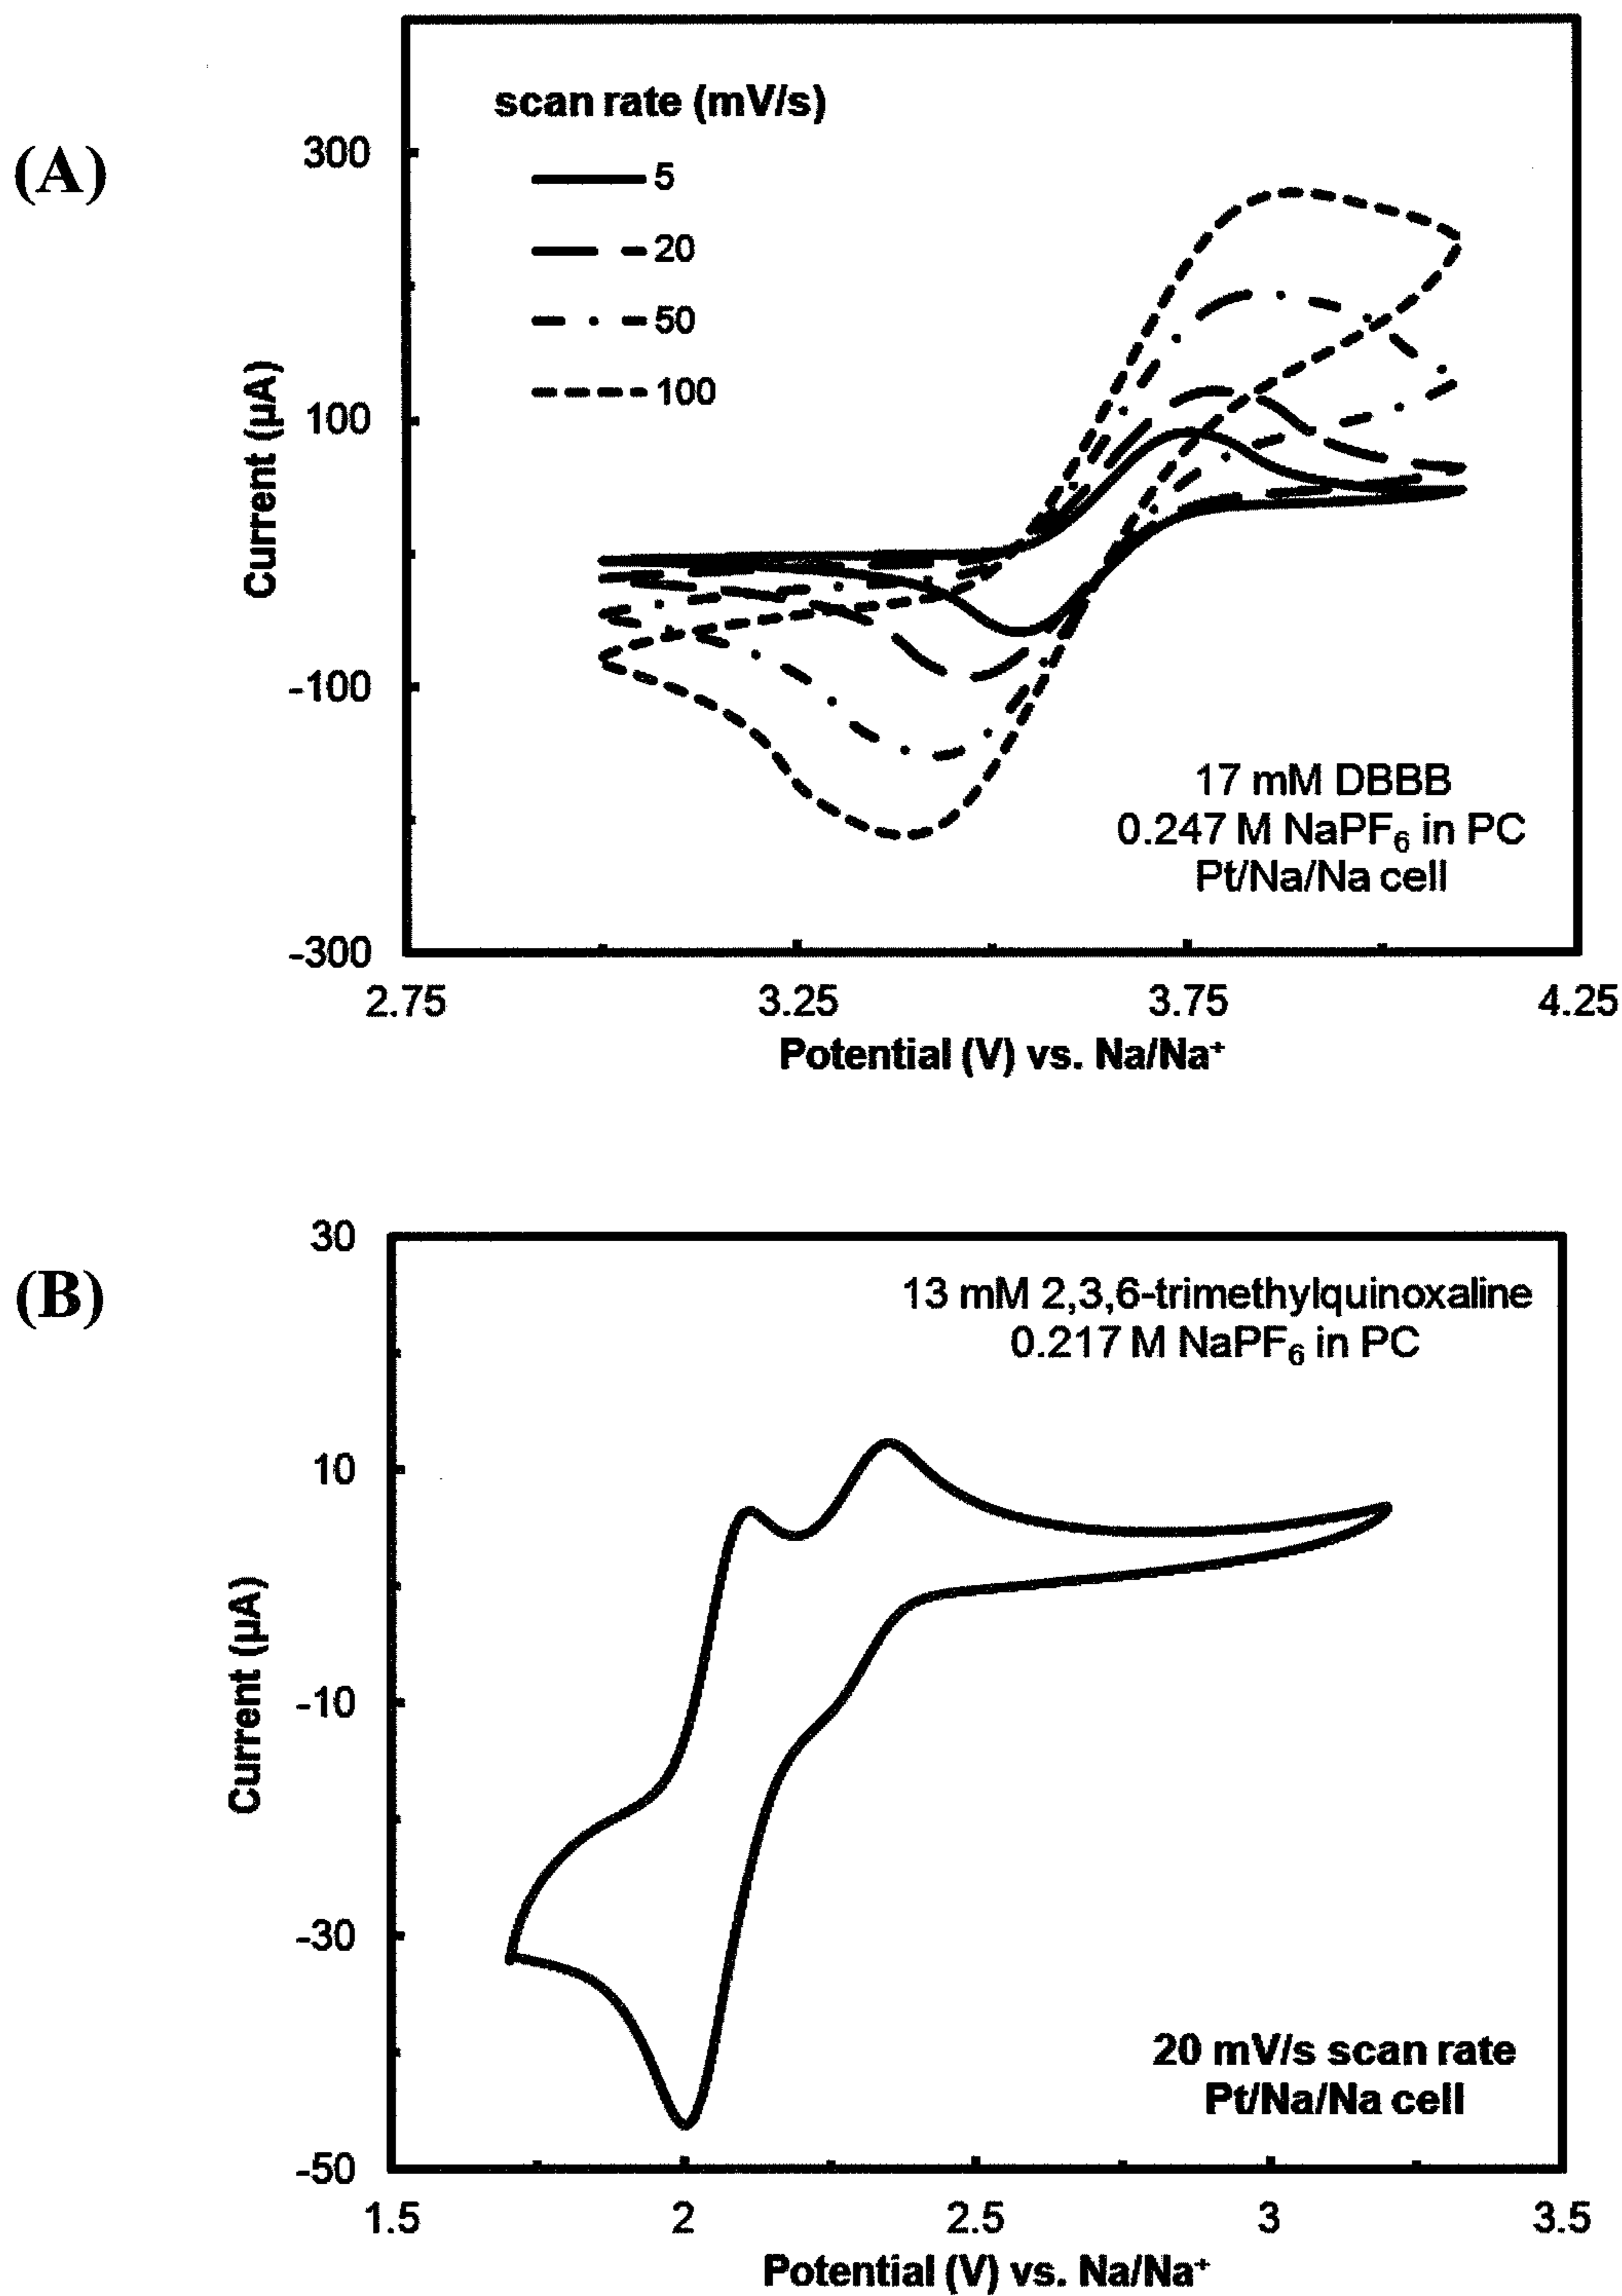 (A)
scan rate (mV/s)
5
20
50
100
300
100
-100
-300
Current (µA)
17 mM DBBB
0.247 M NaPF₆ in PC
Pt/Na/Na cell
2.75 3.25 3.75 4.25
Potential (V) vs. Na/Na⁺
(B)
30
10
-10
-30
-50
Current (µA)
13 mM 2,3,6-trimethylquinoxaline
0.217 M NaPF₆ in PC
20 mV/s scan rate
Pt/Na/Na cell
1.5 2 2.5 3 3.5
Potential (V) vs. Na/Na⁺